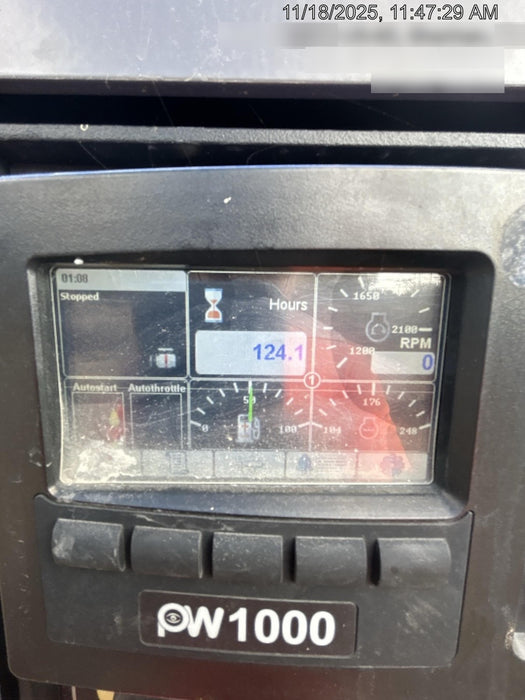 11/18/2025, 11:47:29 AM
01:08
Stopped
Hours
124.1
1650
2100
1200
RPM
0
Autostart Autothrottle
0 50 100
1
104 176 248
PW1000